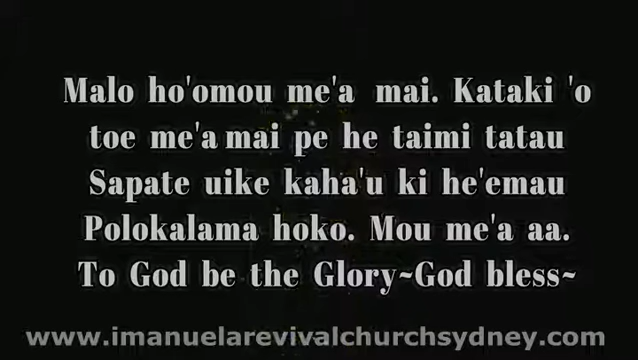 Malo ho'omou me'a mai. Kataki 'o
toe me'a mai pe he taimi tatau
Sapate uike kaha'u ki he'emau
Polokalama hoko. Mou me'a aa.
To God be the Glory~God bless~
www.imanuelarevivalchurchsydney.com